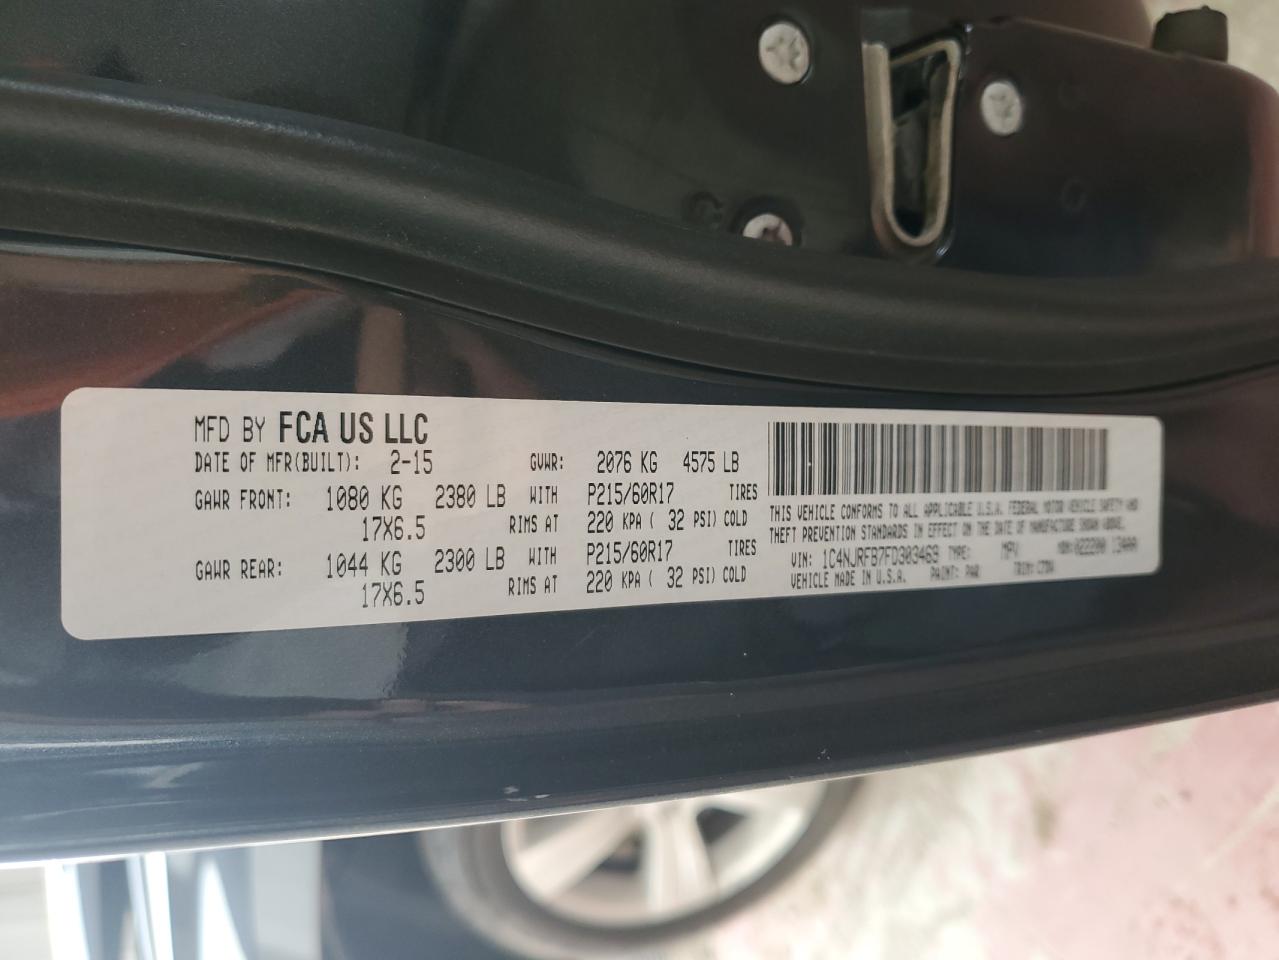 MFD BY FCA US LLC
DATE OF MFR(BUILT): 2-15 GVWR: 2076 KG 4575 LB
GAWR FRONT: 1080 KG 2380 LB WITH P215/60R17 TIRES
17X6.5 RIMS AT 220 KPA ( 32 PSI) COLD
GAWR REAR: 1044 KG 2300 LB WITH P215/60R17 TIRES
17X6.5 RIMS AT 220 KPA ( 32 PSI) COLD
THIS VEHICLE CONFORMS TO ALL APPLICABLE U.S.A. FEDERAL MOTOR VEHICLE SAFETY AND
THEFT PREVENTION STANDARDS IN EFFECT ON THE DATE OF MANUFACTURE SHOWN ABOVE.
VIN: 1C4NJRFB7FD303469 TYPE: MPV MDH: 022200 13AAA
VEHICLE MADE IN U.S.A. PAINT: PAR TRIM: